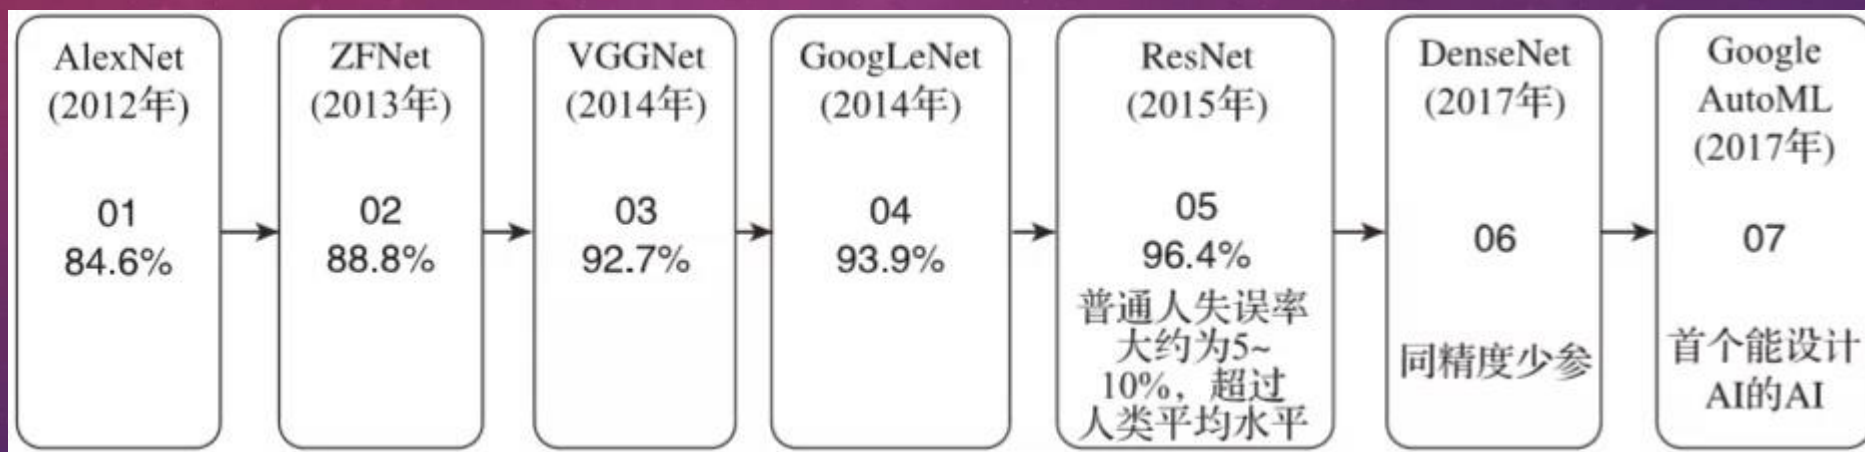 AlexNet
(2012年)
01
84.6%
ZFNet
(2013年)
02
88.8%
VGGNet
(2014年)
03
92.7%
GoogLeNet
(2014年)
04
93.9%
ResNet
(2015年)
05
96.4%
普通人失误率
大约为5~
10%，超过
人类平均水平
DenseNet
(2017年)
06
同精度少参
Google
AutoML
(2017年)
07
首个能设计
AI的AI